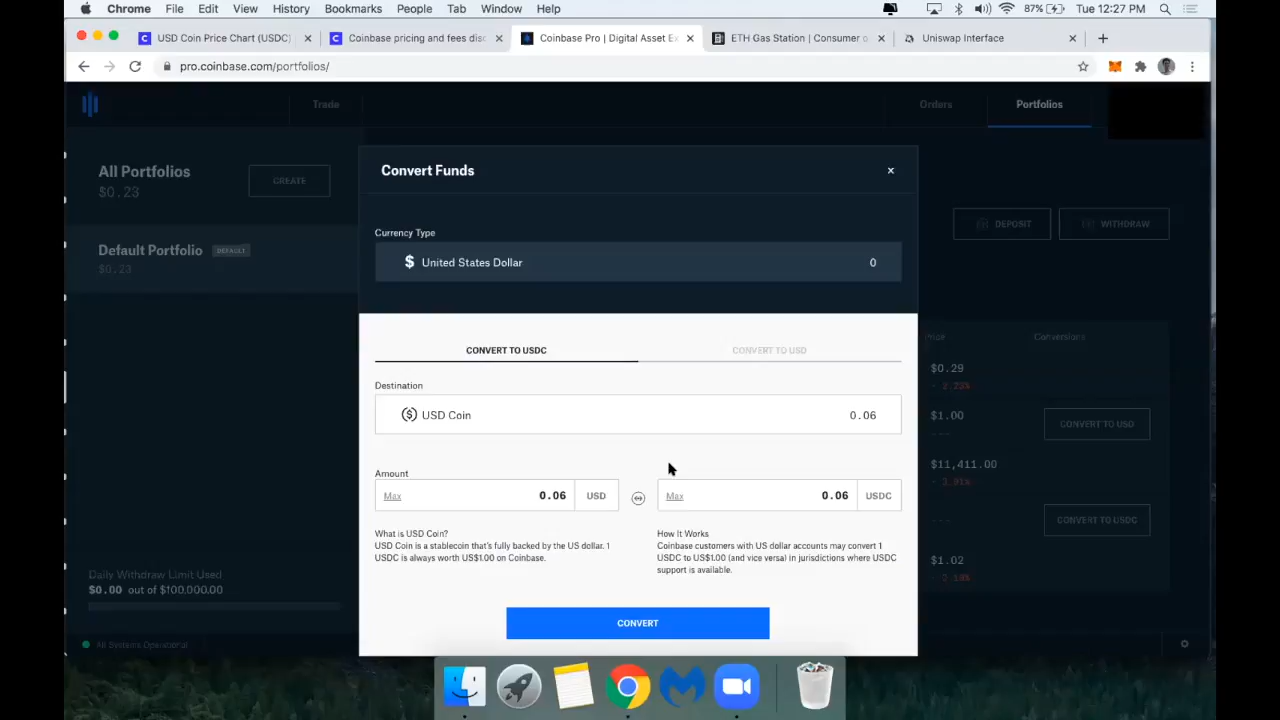 Chrome File Edit View History Bookmarks People Tab Window Help 87% Tue 12:27 PM
USD Coin Price Chart (USDC) Coinbase pricing and fees disc Coinbase Pro | Digital Asset Ex ETH Gas Station | Consumer o Uniswap Interface
pro.coinbase.com/portfolios/
Trade Orders Portfolios
All Portfolios
$0.23
CREATE
Default Portfolio DEFAULT
$0.23
DEPOSIT WITHDRAW
Convert Funds
Currency Type
$ United States Dollar 0
CONVERT TO USDC CONVERT TO USD
Destination
USD Coin 0.06
Amount
Max 0.06 USD Max 0.06 USDC
What is USD Coin?
USD Coin is a stablecoin that's fully backed by the US dollar. 1
USDC is always worth US$1.00 on Coinbase.
How It Works
Coinbase customers with US dollar accounts may convert 1
USDC to US$1.00 (and vice versa) in jurisdictions where USDC
support is available.
CONVERT
Price Conversions
$0.29
$1.00 CONVERT TO USD
---
$11,411.00
- 3.91%
--- CONVERT TO USDC
$1.02
Daily Withdraw Limit Used
$0.00 out of $100,000.00
All Systems Operational